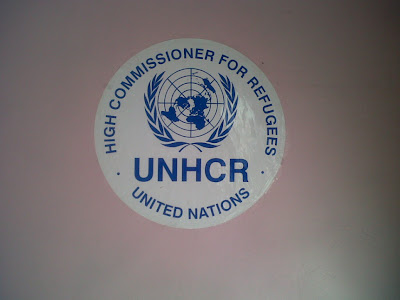 HIGH COMMISSIONER FOR REFUGEES
UNHCR
UNITED NATIONS